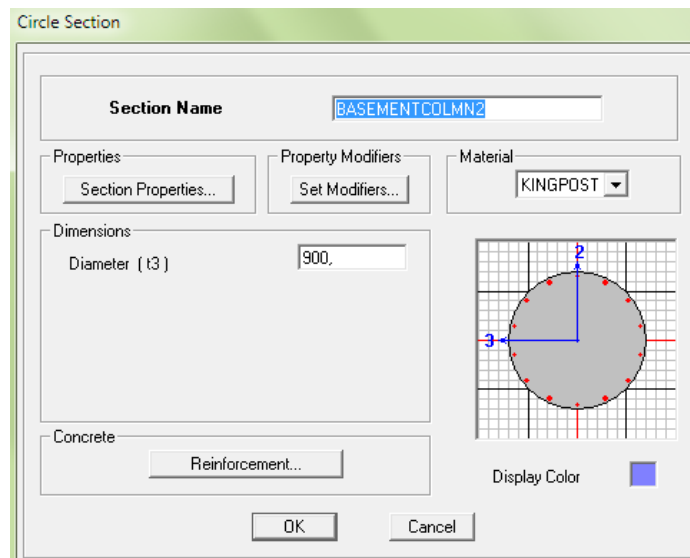 Circle Section
Section Name
BASEMENTCOLMN2
Properties
Section Properties...
Property Modifiers
Set Modifiers...
Material
KINGPOST
Dimensions
Diameter ( t3 )
900,
2
3
Concrete
Reinforcement...
Display Color
OK
Cancel